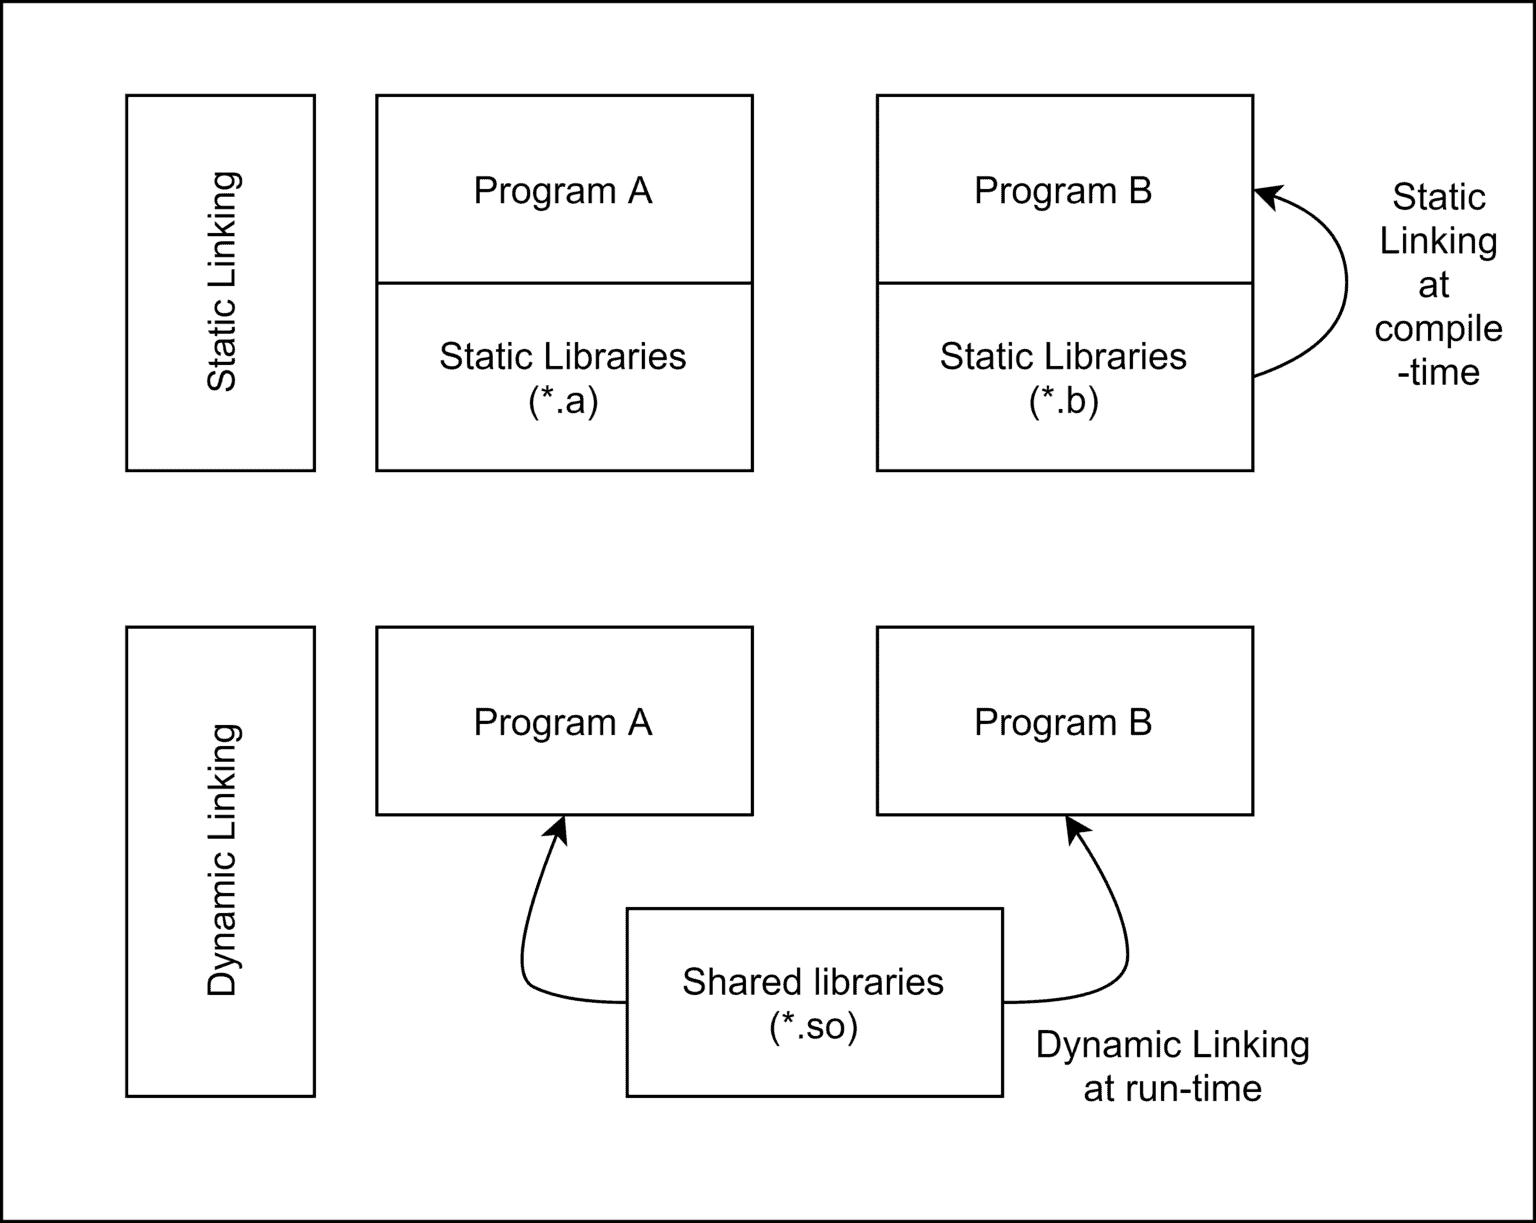 Static Linking
Program A
Static Libraries
(*.a)
Program B
Static Libraries
(*.b)
Static
Linking
at
compile
-time
Dynamic Linking
Program A
Program B
Shared libraries
(*.so)
Dynamic Linking
at run-time